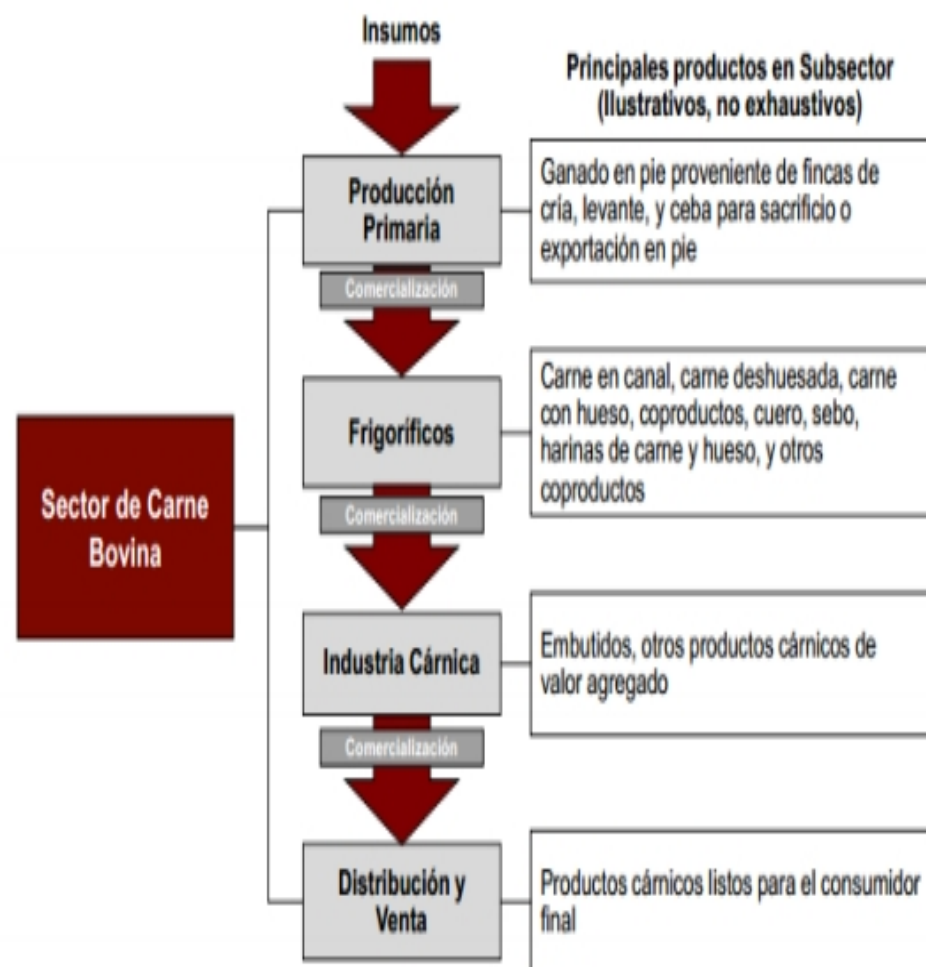 Insumos
Principales productos en Subsector
(Ilustrativos, no exhaustivos)
Producción
Primaria
Ganado en pie proveniente de fincas de
cría, levante, y ceba para sacrificio o
exportación en pie
Comercialización
Frigoríficos
Carne en canal, carne deshuesada, carne
con hueso, coproductos, cuero, sebo,
harinas de carne y hueso, y otros
coproductos
Sector de Carne
Bovina
Comercialización
Industria Cárnica
Embutidos, otros productos cárnicos de
valor agregado
Comercialización
Distribución y
Venta
Productos cárnicos listos para el consumidor
final